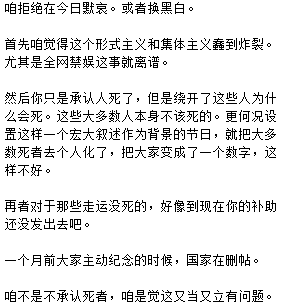 咱拒绝在今日默哀。或者换黑白。
首先咱觉得这个形式主义和集体主义蠢到炸裂。
尤其是全网禁娱这事就离谱。
然后你只是承认人死了，但是绕开了这些人为什
么会死。这些大多数人本身不该死的。更何况设
置这样一个宏大叙述作为背景的节日，就把大多
数死者去个人化了，把大家变成了一个数字，这
样不好。
再者对于那些走运没死的，好像到现在你的补助
还没发出去吧。
一个月前大家主动纪念的时候，国家在删帖。
咱不是不承认死者，咱是觉这又当又立有问题。